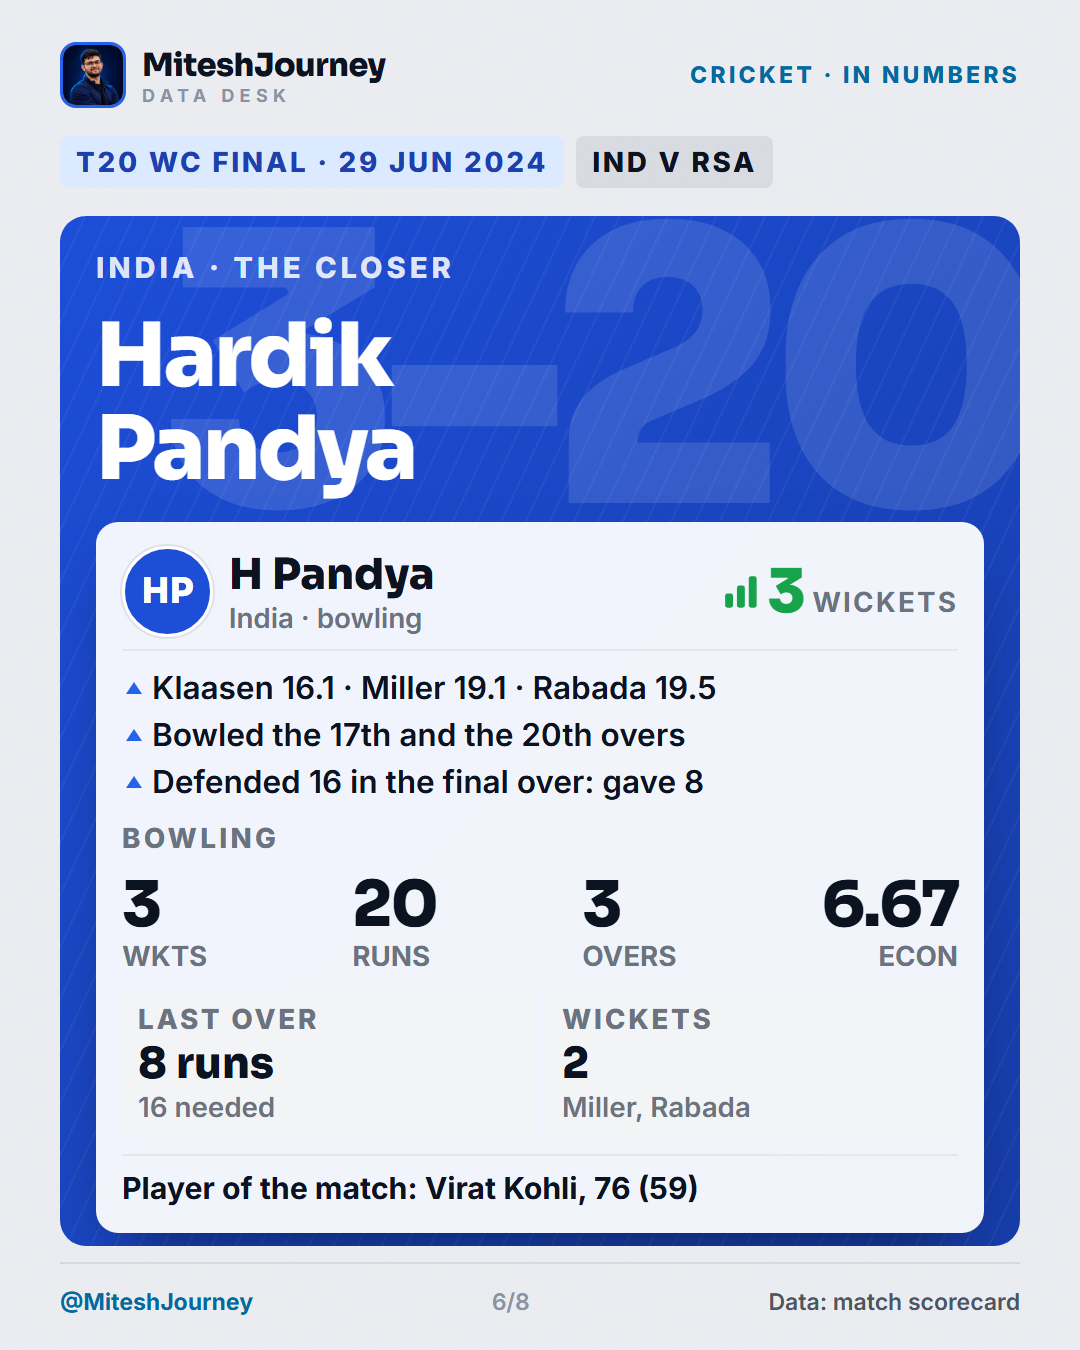 MiteshJourney
DATA DESK
CRICKET · IN NUMBERS
T20 WC FINAL · 29 JUN 2024
IND V RSA
3-20
INDIA · THE CLOSER
Hardik
Pandya
HP
H Pandya
India · bowling
3 WICKETS
Klaasen 16.1 · Miller 19.1 · Rabada 19.5
Bowled the 17th and the 20th overs
Defended 16 in the final over: gave 8
BOWLING
3 20 3 6.67
WKTS RUNS OVERS ECON
LAST OVER
8 runs
16 needed
WICKETS
2
Miller, Rabada
Player of the match: Virat Kohli, 76 (59)
@MiteshJourney
6/8
Data: match scorecard